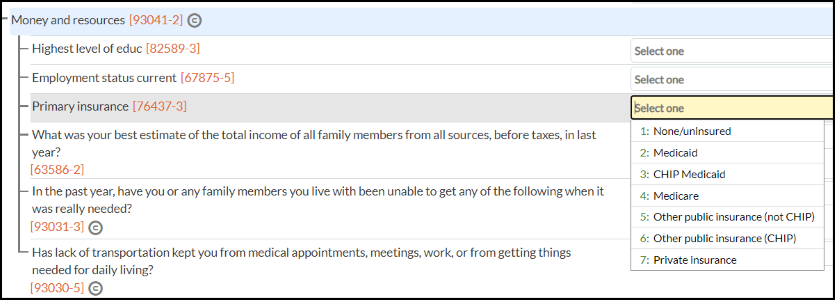 Money and resources [93041-2] C
Highest level of educ [82589-3]
Select one
Employment status current [67875-5]
Select one
Primary insurance [76437-3]
Select one
1: None/uninsured
2: Medicaid
3: CHIP Medicaid
4: Medicare
5: Other public insurance (not CHIP)
6: Other public insurance (CHIP)
7: Private insurance
What was your best estimate of the total income of all family members from all sources, before taxes, in last
year?
[63586-2]
In the past year, have you or any family members you live with been unable to get any of the following when it
was really needed?
[93031-3] C
Has lack of transportation kept you from medical appointments, meetings, work, or from getting things
needed for daily living?
[93030-5] C